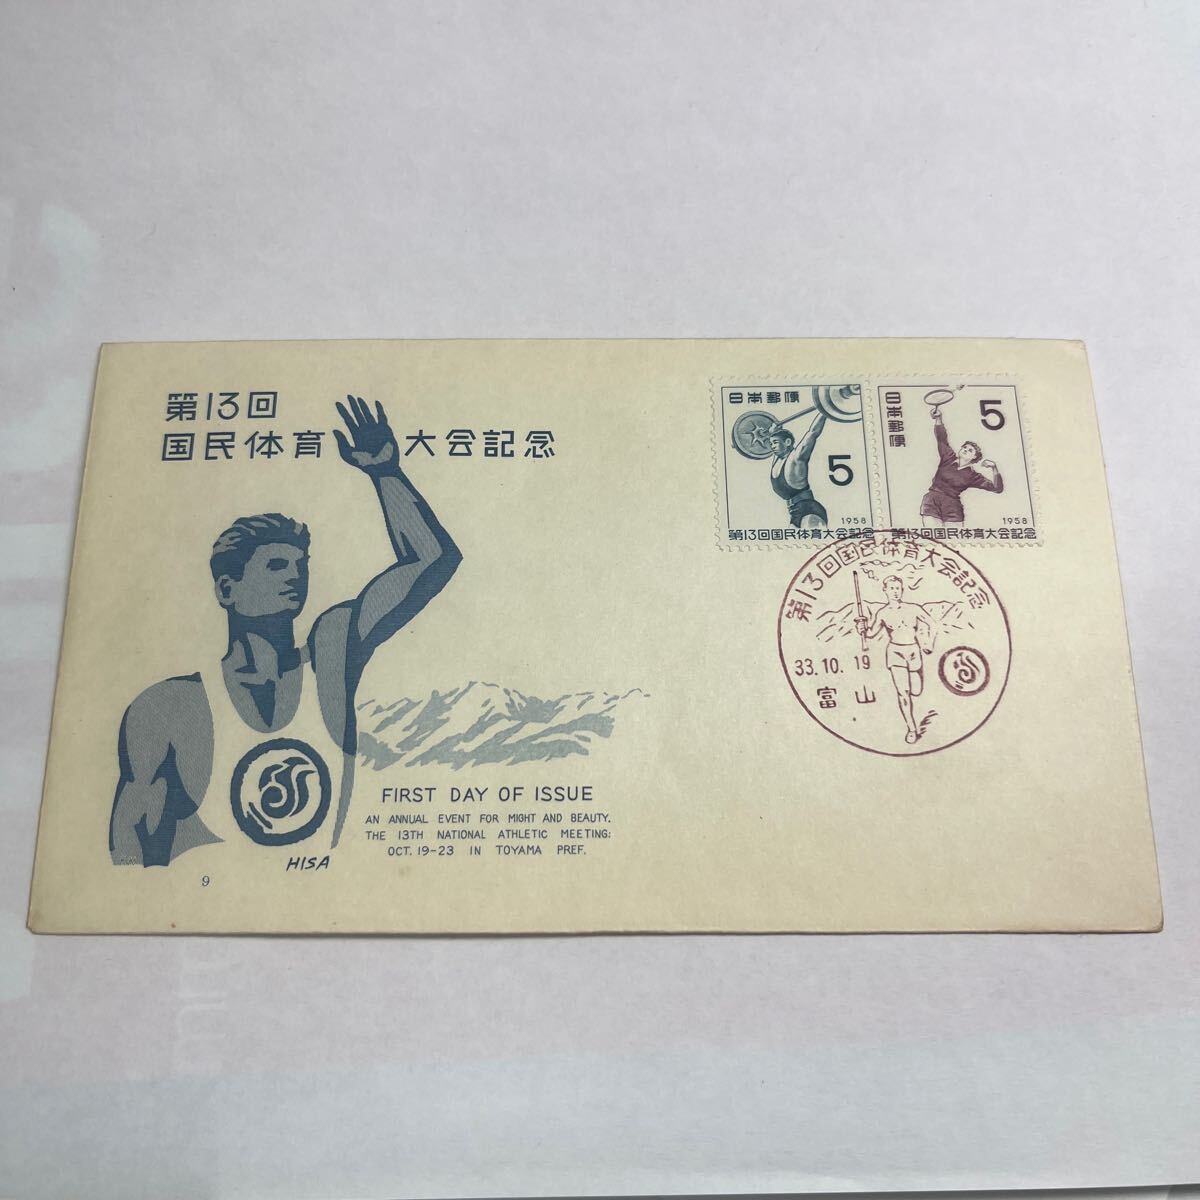 第13回
国民体育大会記念
FIRST DAY OF ISSUE
AN ANNUAL EVENT FOR MIGHT AND BEAUTY.
THE 13TH NATIONAL ATHLETIC MEETING:
OCT. 19-23 IN TOYAMA PREF.
HISA
9
日本郵便
5
1958
第13回国民体育大会記念
日本郵便
5
1958
第13回国民体育大会記念
第13回国民体育大会記念
33.10.19
富山